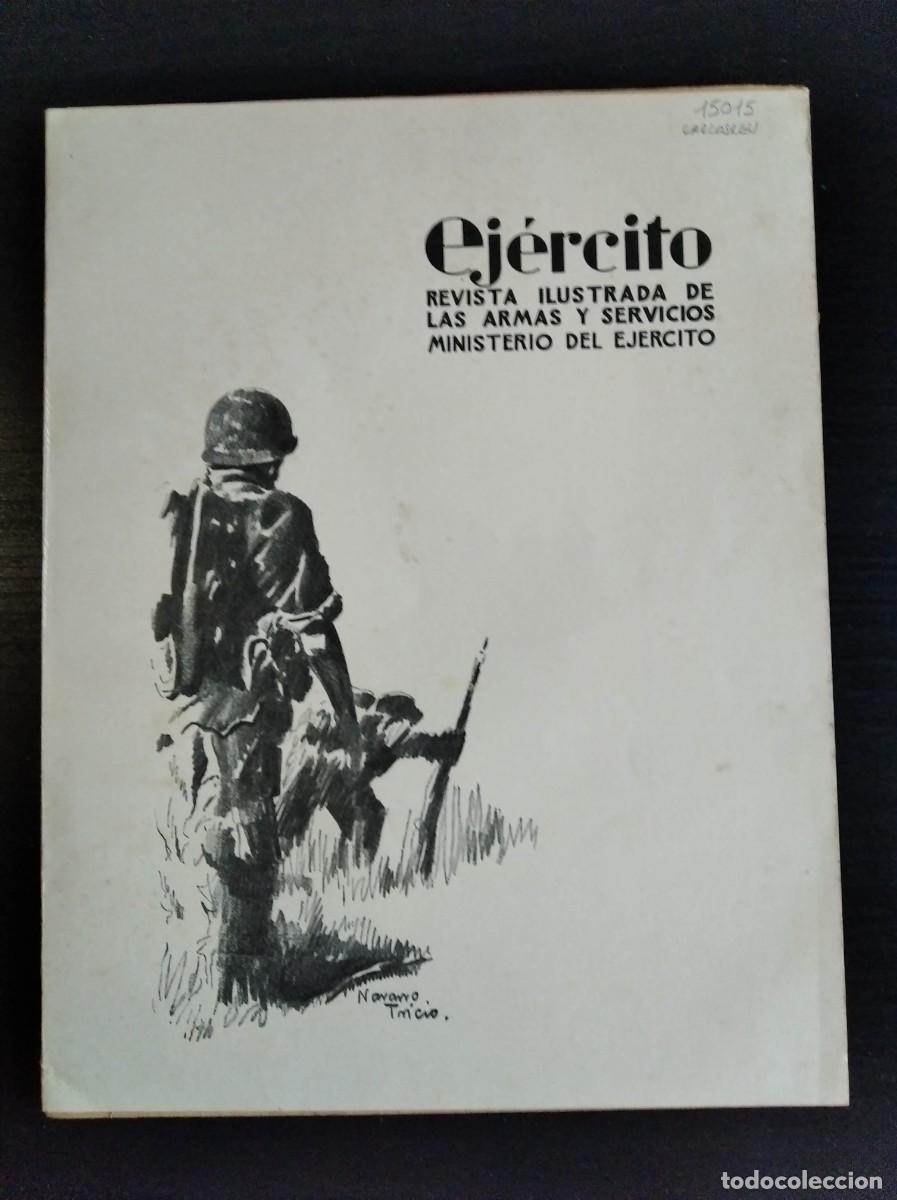 15015
ejército
REVISTA ILUSTRADA DE
LAS ARMAS Y SERVICIOS
MINISTERIO DEL EJERCITO
Navarro.
Tricio.
todocoleccion